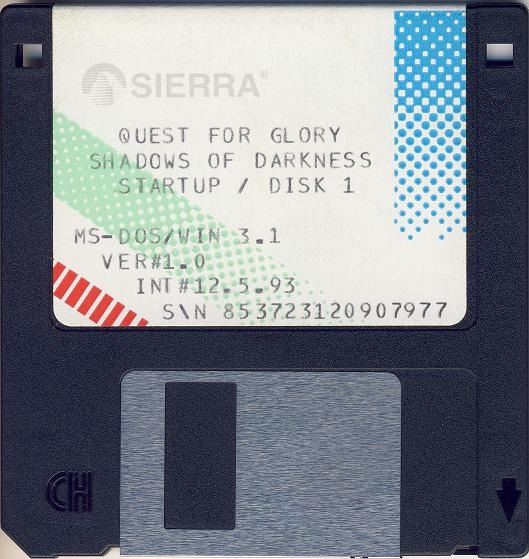 SIERRA®
QUEST FOR GLORY
SHADOWS OF DARKNESS
STARTUP / DISK 1
MS-DOS/WIN 3.1
VER#1.0
INT#12.5.93
S\N 853723120907977
CH